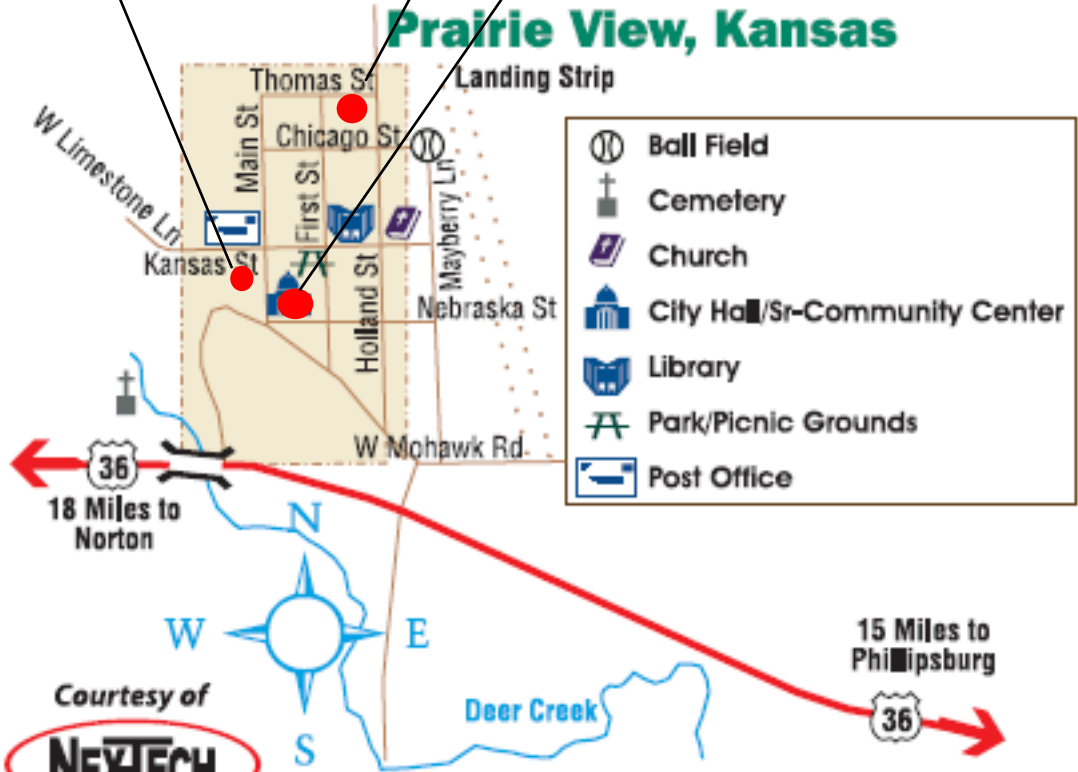 Prairie View, Kansas
Landing Strip
Thomas St
Main St
Chicago St
W Limestone Ln
First St
Mayberry Ln
Kansas St
Holland St
Nebraska St
W Mohawk Rd
Ball Field
Cemetery
Church
City Hall/Sr-Community Center
Library
Park/Picnic Grounds
Post Office
36
18 Miles to
Norton
N
W
E
S
15 Miles to
Phillipsburg
36
Deer Creek
Courtesy of
NEXTECH